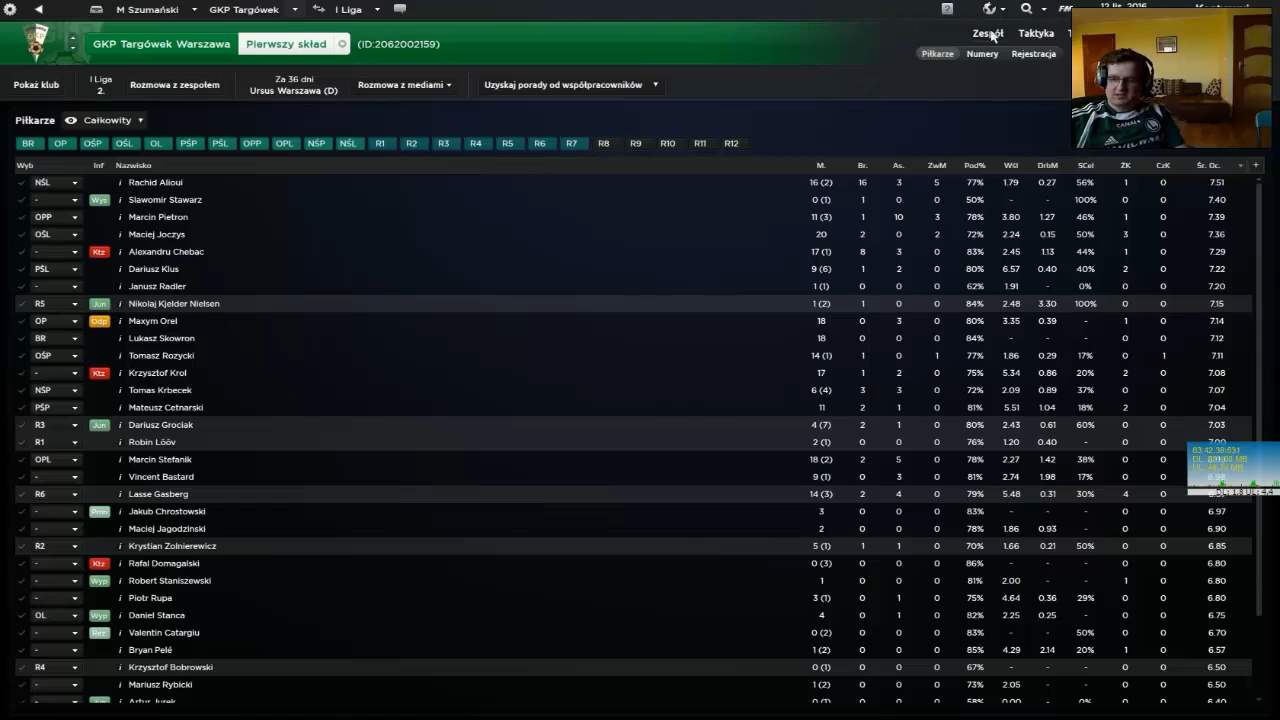 M Szumański GKP Targówek I Liga 12 lis. 2016
GKP Targówek Warszawa Pierwszy skład (ID:2062002159) Zespół Taktyka
Piłkarze Numery Rejestracja
Pokaż klub I Liga 2. Rozmowa z zespołem Za 36 dni Ursus Warszawa (D) Rozmowa z mediami Uzyskaj porady od współpracowników
Piłkarze Całkowity
BR OP OŚP OŚL OL PŚP PŚL OPP OPL NŚP NŚL R1 R2 R3 R4 R5 R6 R7 R8 R9 R10 R11 R12
Wyb Inf Nazwisko M. Br. As. ZwM Pod% Wśl DrbM SCel ŻK CzK Śr. Oc.
NŚL i Rachid Alioui 16 (2) 16 3 5 77% 1.79 0.27 56% 1 0 7.51
- Wyś i Slawomir Stawarz 0 (1) 1 0 0 50% - - 100% 0 0 7.40
OPP i Marcin Pietron 11 (3) 1 10 3 78% 3.80 1.27 46% 1 0 7.39
OŚL i Maciej Joczys 20 2 0 2 72% 2.24 0.15 50% 3 0 7.36
- Ktz i Alexandru Chebac 17 (1) 8 3 0 83% 2.45 1.13 44% 1 0 7.29
PŚL i Dariusz Klus 9 (6) 1 2 0 80% 6.57 0.40 40% 2 0 7.22
- i Janusz Radler 1 (1) 0 0 0 62% 1.91 - 0% 0 0 7.20
R5 Jun i Nikolaj Kjelder Nielsen 1 (2) 1 0 0 84% 2.48 3.30 100% 0 0 7.15
OP Odp i Maxym Orel 18 0 3 0 80% 3.35 0.39 - 1 0 7.14
BR i Lukasz Skowron 18 0 0 0 84% - - - 0 0 7.12
OŚP i Tomasz Rozycki 14 (1) 1 0 1 77% 1.86 0.29 17% 0 1 7.11
- Ktz i Krzysztof Krol 17 1 2 0 75% 5.34 0.86 20% 2 0 7.08
NŚP i Tomas Krbecek 6 (4) 3 3 0 72% 2.09 0.89 37% 0 0 7.07
PŚP i Mateusz Cetnarski 11 2 1 0 81% 5.51 1.04 18% 2 0 7.04
R3 Jun i Dariusz Grociak 4 (7) 2 1 0 80% 2.43 0.61 60% 0 0 7.03
R1 i Robin Lööv 2 (1) 0 0 0 76% 1.20 0.40 - 0 0 7.00
OPL i Marcin Stefanik 18 (2) 2 5 0 78% 2.27 1.42 38% 0 0
- i Vincent Bastard 9 (1) 0 3 0 81% 2.74 1.98 17% 0 0
R6 i Lasse Gasberg 14 (3) 2 4 0 79% 5.48 0.31 30% 4 0
- i Jakub Chrostowski 3 0 0 0 83% - - - 0 0 6.97
- i Maciej Jagodzinski 2 0 0 0 78% 1.86 0.93 - 0 0 6.90
R2 i Krystian Zolnierewicz 5 (1) 1 1 0 70% 1.66 0.21 50% 0 0 6.85
- Ktz i Rafal Domagalski 0 (3) 0 0 0 86% - - - 0 0 6.80
- Wyp i Robert Staniszewski 1 0 0 0 81% 2.00 - - 1 0 6.80
- i Piotr Rupa 3 (1) 0 1 0 75% 4.64 0.36 29% 0 0 6.80
OL Wyp i Daniel Stanca 4 0 1 0 82% 2.25 0.25 - 0 0 6.75
- Rez i Valentin Catargiu 0 (2) 0 0 0 83% - - 50% 0 0 6.70
- i Bryan Pelé 1 (2) 0 0 0 85% 4.29 2.14 20% 1 0 6.57
R4 i Krzysztof Bobrowski 0 (1) 0 0 0 67% - - - 0 0 6.50
- i Mariusz Rybicki 1 (2) 0 0 0 73% 2.05 - - 0 0 6.50
- Jun i Artur Jurek 0 (1) 0 0 0 58% 0.00 - 0% 0 0 6.40